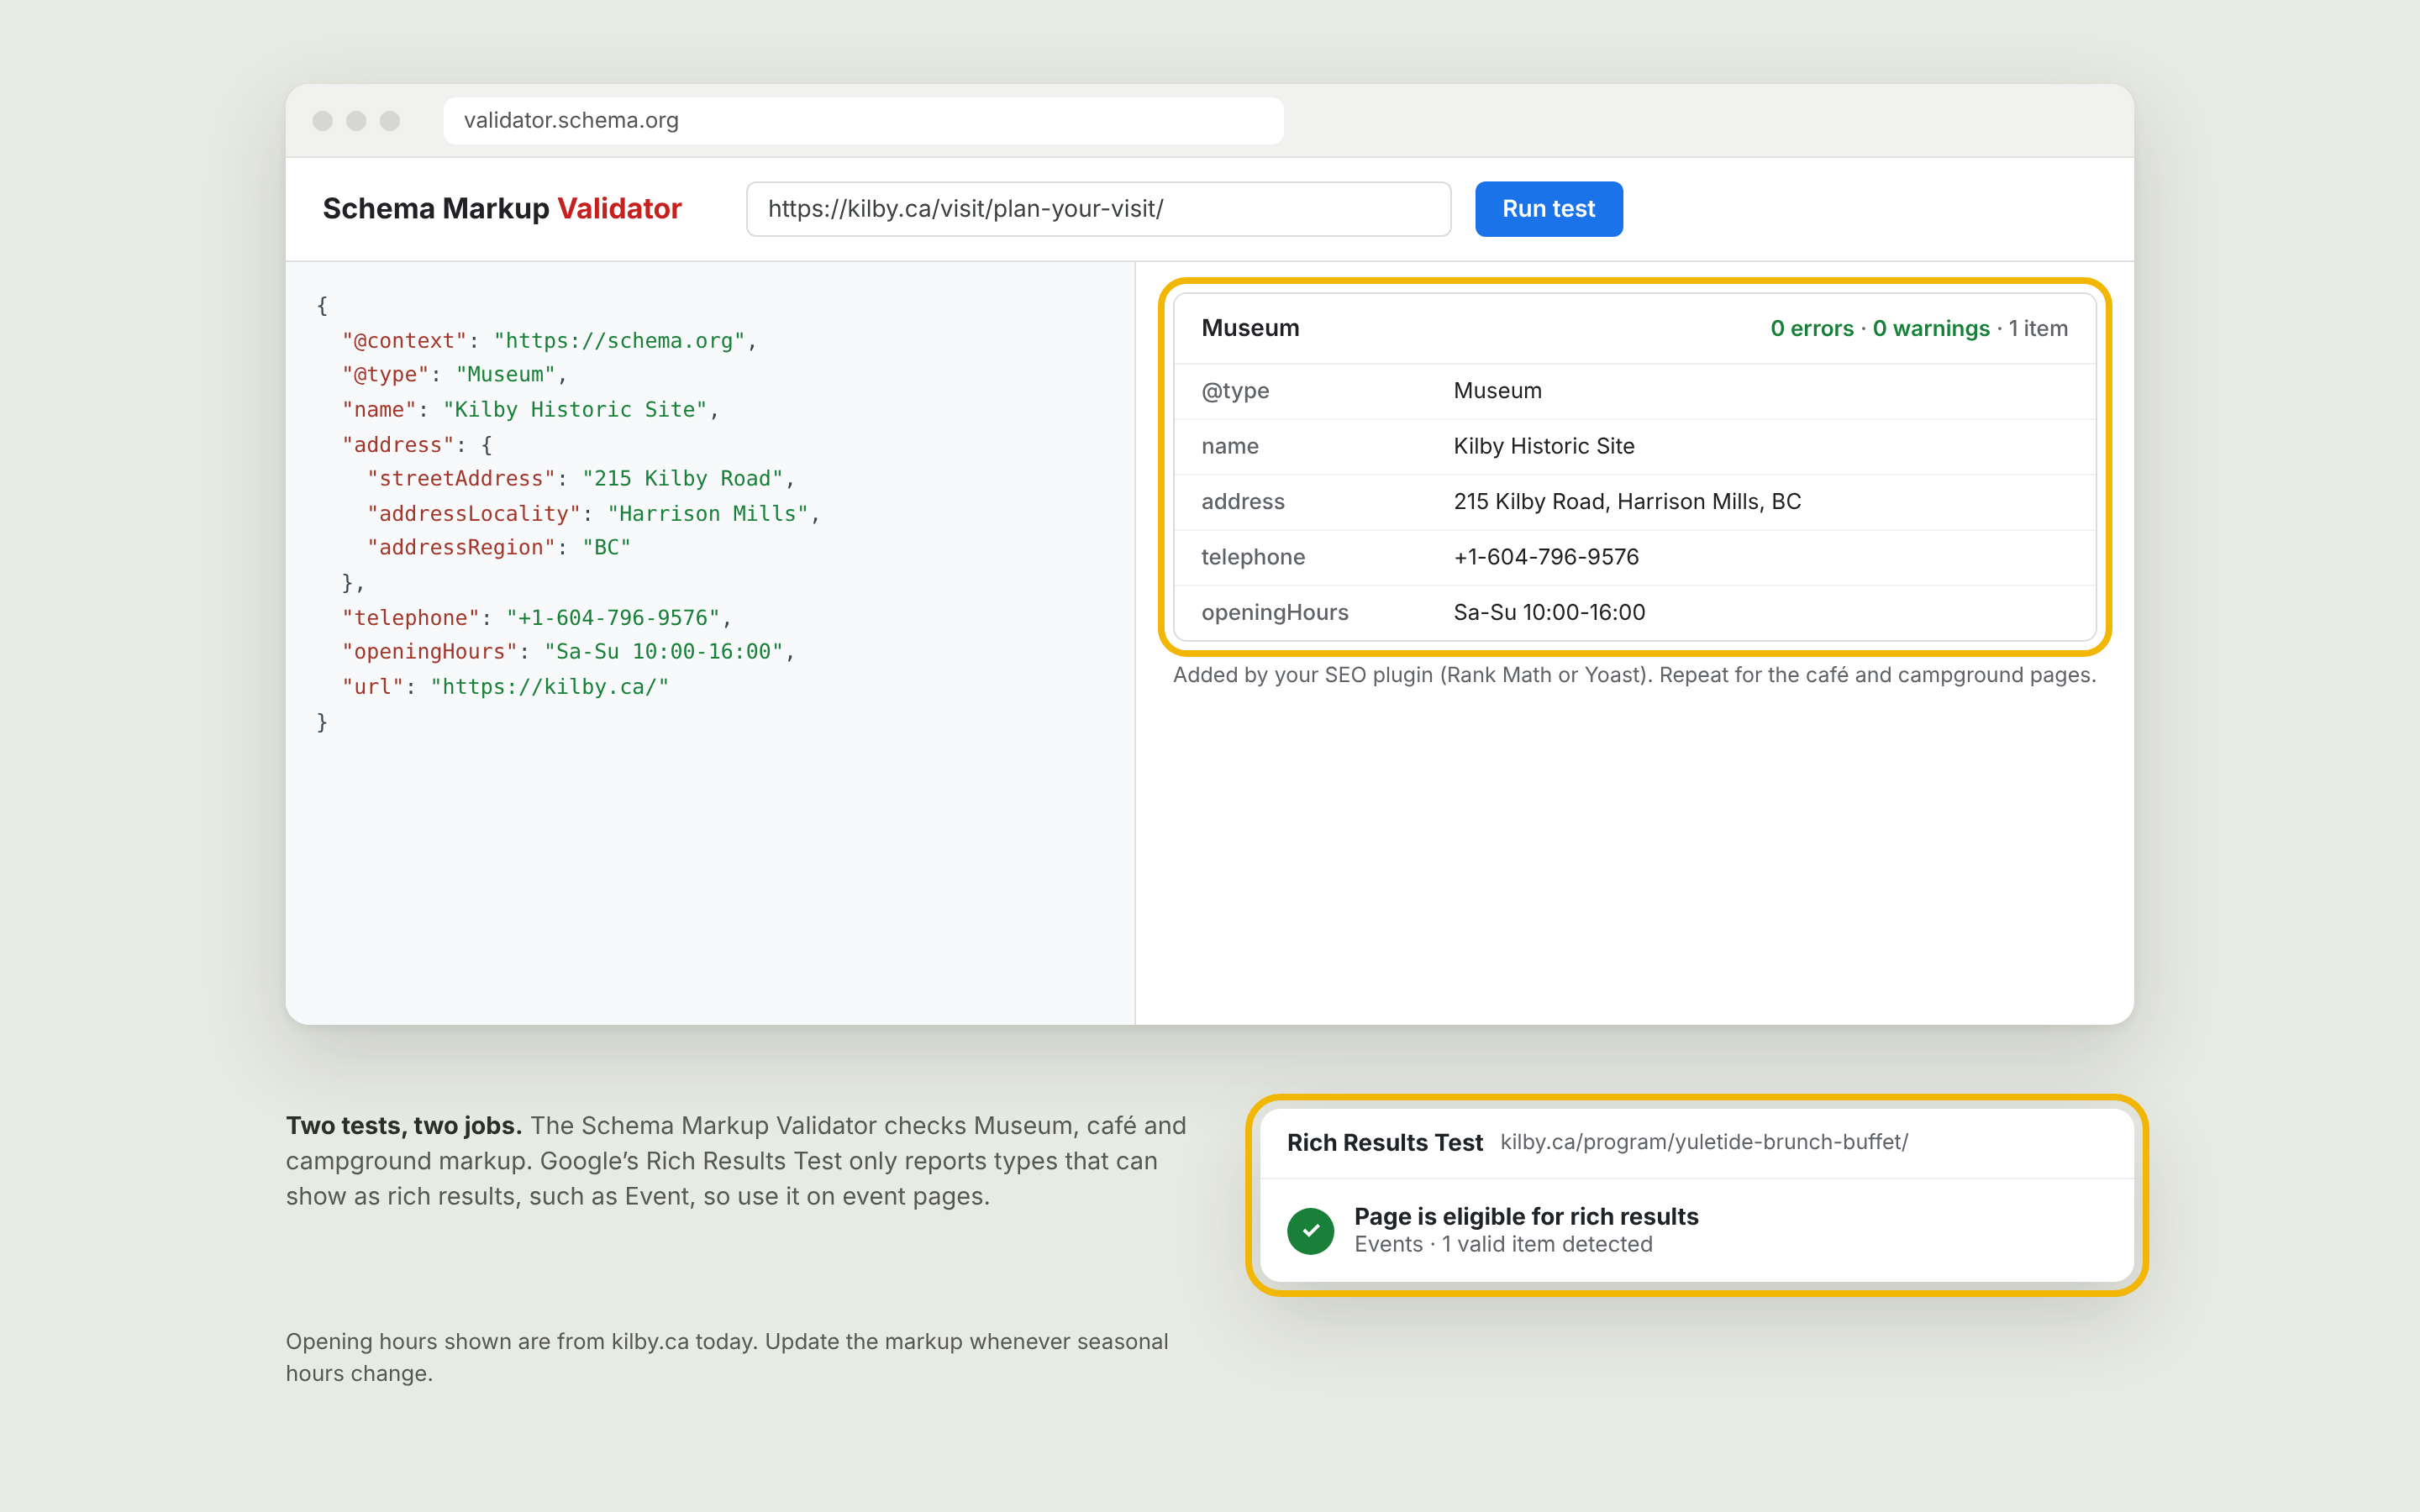 validator.schema.org
Schema Markup Validator
https://kilby.ca/visit/plan-your-visit/
Run test
{
"@context": "https://schema.org",
"@type": "Museum",
"name": "Kilby Historic Site",
"address": {
"streetAddress": "215 Kilby Road",
"addressLocality": "Harrison Mills",
"addressRegion": "BC"
},
"telephone": "+1-604-796-9576",
"openingHours": "Sa-Su 10:00-16:00",
"url": "https://kilby.ca/"
}
Museum 0 errors · 0 warnings · 1 item
@type Museum
name Kilby Historic Site
address 215 Kilby Road, Harrison Mills, BC
telephone +1-604-796-9576
openingHours Sa-Su 10:00-16:00
Added by your SEO plugin (Rank Math or Yoast). Repeat for the café and campground pages.
Two tests, two jobs. The Schema Markup Validator checks Museum, café and
campground markup. Google’s Rich Results Test only reports types that can
show as rich results, such as Event, so use it on event pages.
Rich Results Test kilby.ca/program/yuletide-brunch-buffet/
Page is eligible for rich results
Events · 1 valid item detected
Opening hours shown are from kilby.ca today. Update the markup whenever seasonal
hours change.